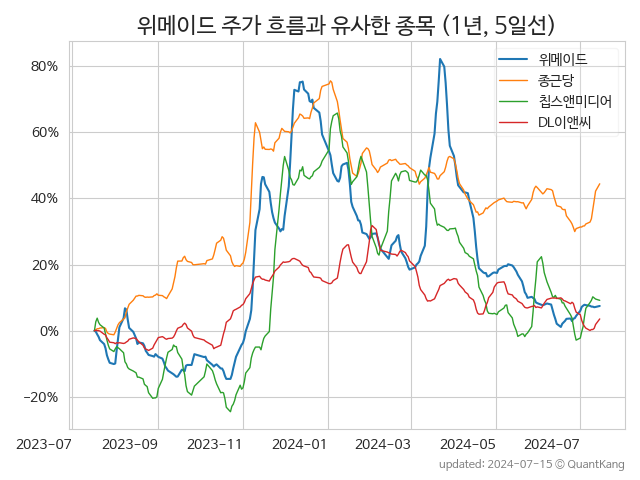 위메이드 주가 흐름과 유사한 종목 (1년, 5일선)
위메이드
종근당
칩스앤미디어
DL이앤씨
80%
60%
40%
20%
0%
−20%
2023-07
2023-09
2023-11
2024-01
2024-03
2024-05
2024-07
updated: 2024-07-15 © QuantKang